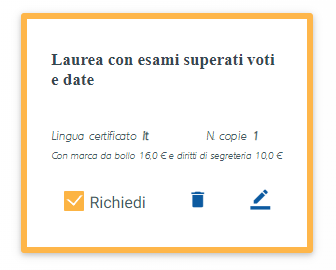 Laurea con esami superati voti
e date
Lingua certificato It N. copie 1
Con marca da bollo 16,0 € e diritti di segreteria 10,0 €
Richiedi